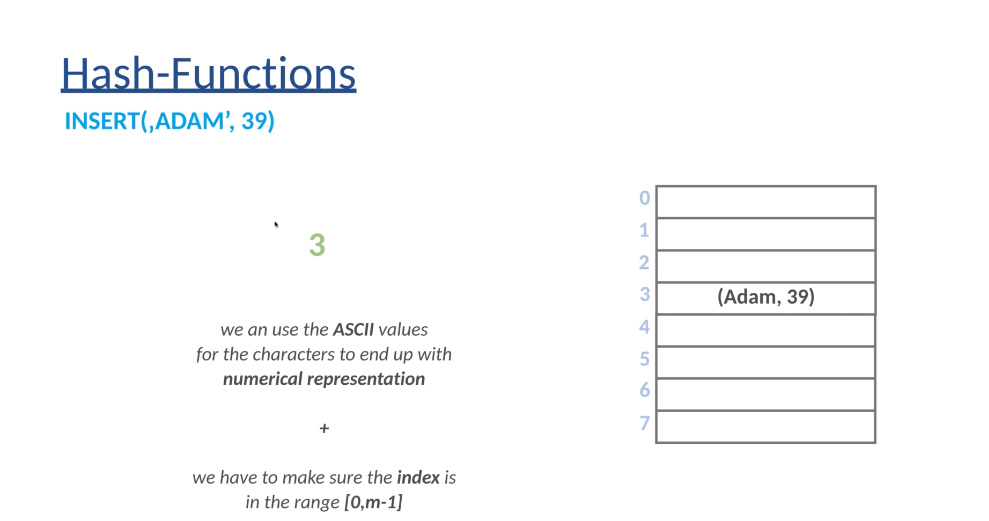 Hash-Functions
INSERT(‚ADAM’, 39)
3
we an use the ASCII values
for the characters to end up with
numerical representation
+
we have to make sure the index is
in the range [0,m-1]
0
1
2
3 (Adam, 39)
4
5
6
7